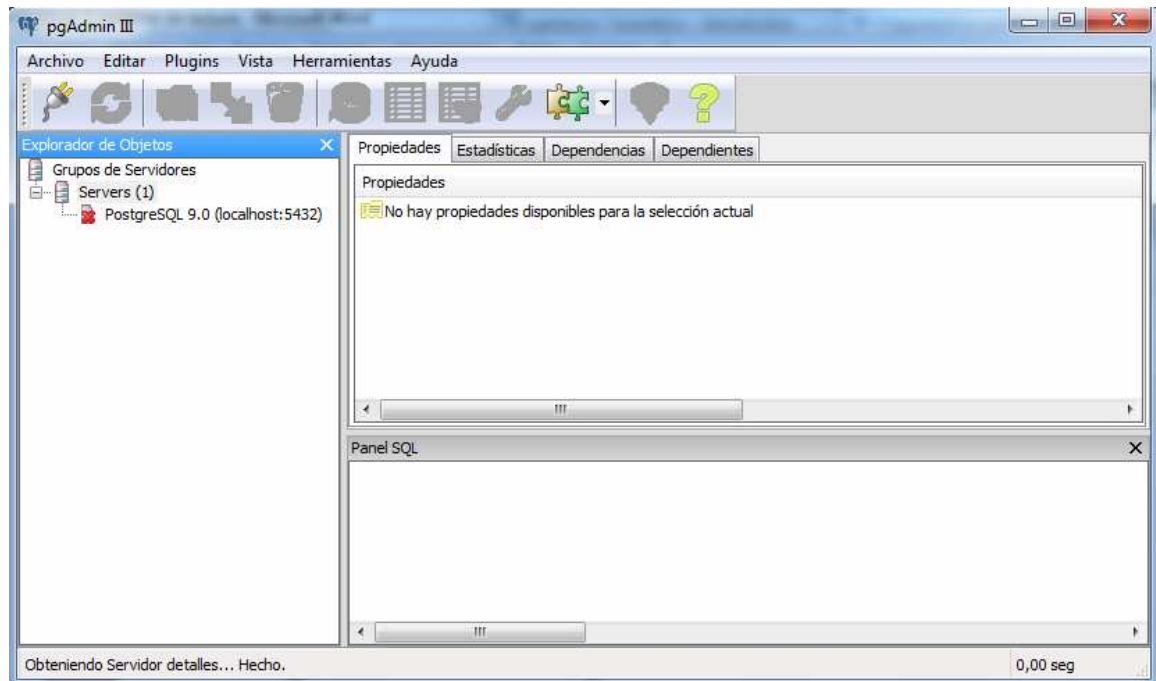 pgAdmin III
Archivo Editar Plugins Vista Herramientas Ayuda
Explorador de Objetos
Grupos de Servidores
Servers (1)
PostgreSQL 9.0 (localhost:5432)
Propiedades Estadísticas Dependencias Dependientes
Propiedades
No hay propiedades disponibles para la selección actual
Panel SQL
Obteniendo Servidor detalles... Hecho.
0,00 seg